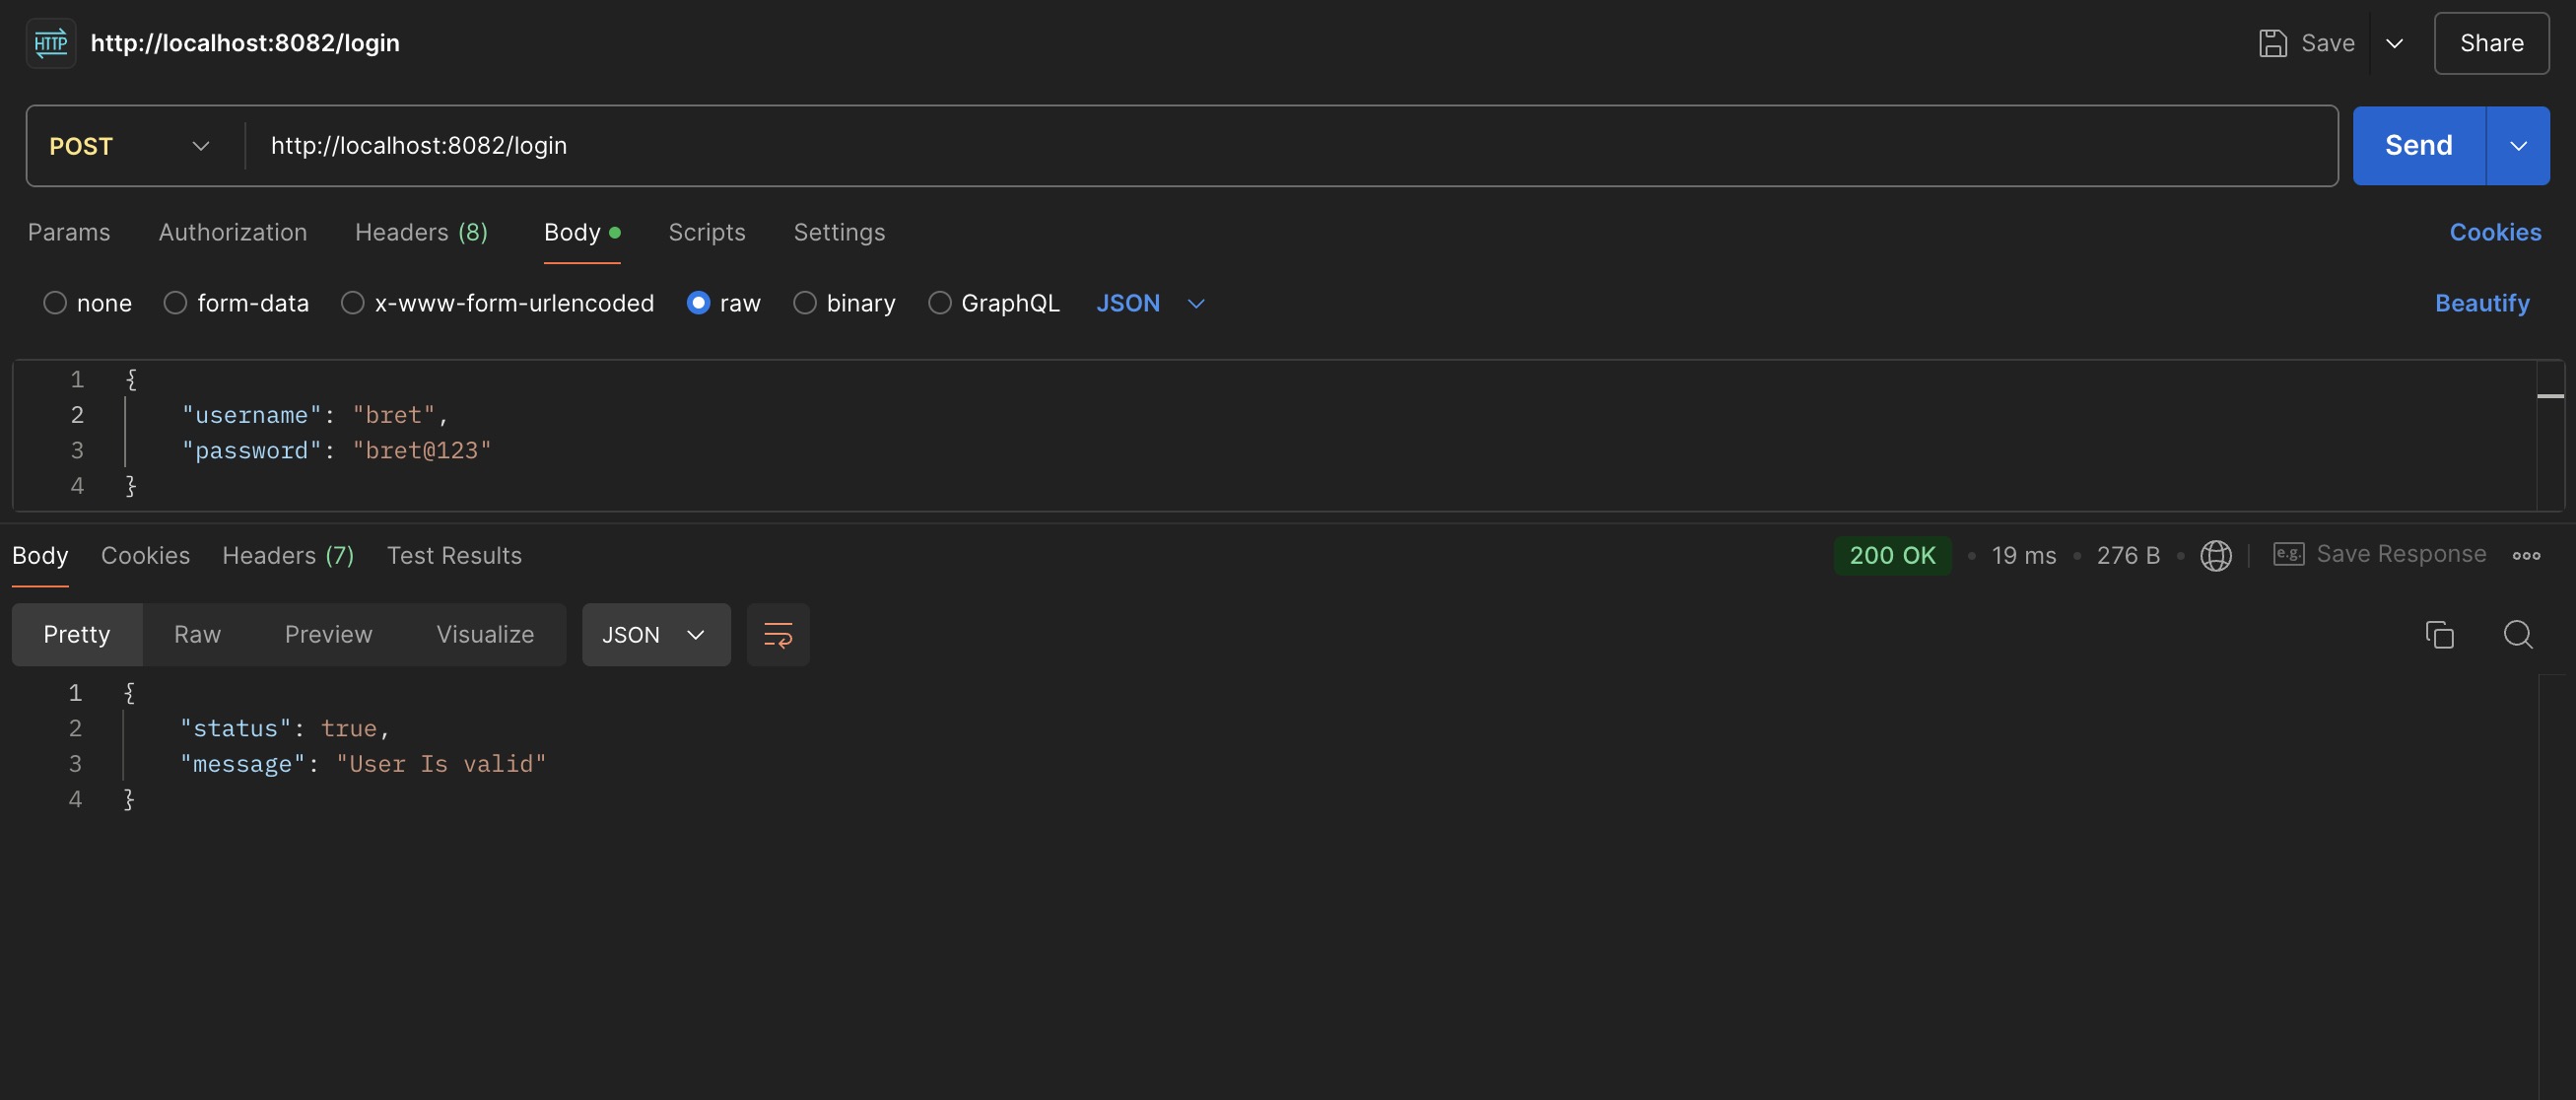 HTTP http://localhost:8082/login Save Share
POST http://localhost:8082/login Send
Params Authorization Headers (8) Body Scripts Settings Cookies
none form-data x-www-form-urlencoded raw binary GraphQL JSON Beautify
1 {
2 "username": "bret",
3 "password": "bret@123"
4 }
Body Cookies Headers (7) Test Results 200 OK • 19 ms • 276 B • e.g. Save Response
Pretty Raw Preview Visualize JSON
1 {
2 "status": true,
3 "message": "User Is valid"
4 }